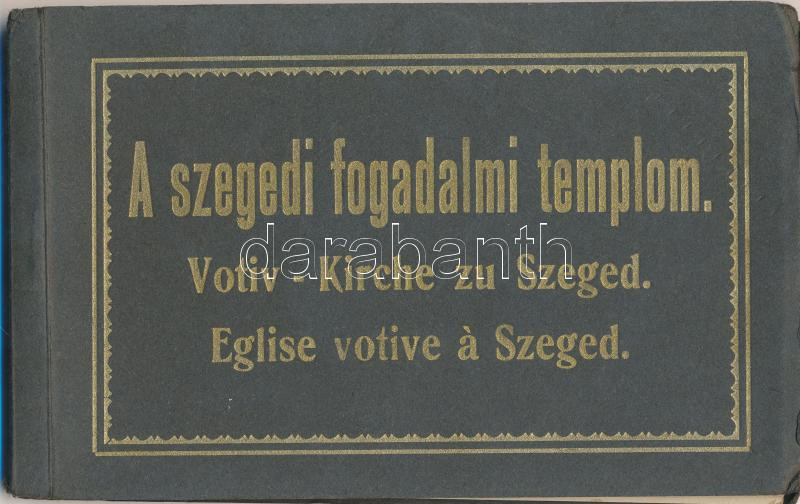 A szegedi fogadalmi templom.
darabanth
Votiv - Kirche zu Szeged.
Eglise votive à Szeged.